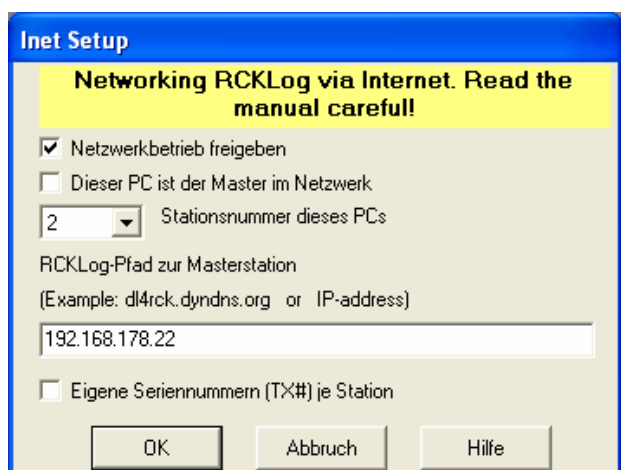 Inet Setup
Networking RCKLog via Internet. Read the
manual careful!
Netzwerkbetrieb freigeben
Dieser PC ist der Master im Netzwerk
2 Stationsnummer dieses PCs
RCKLog-Pfad zur Masterstation
(Example: dl4rck.dyndns.org or IP-address)
192.168.178.22
Eigene Seriennummern (TX#) je Station
OK Abbruch Hilfe